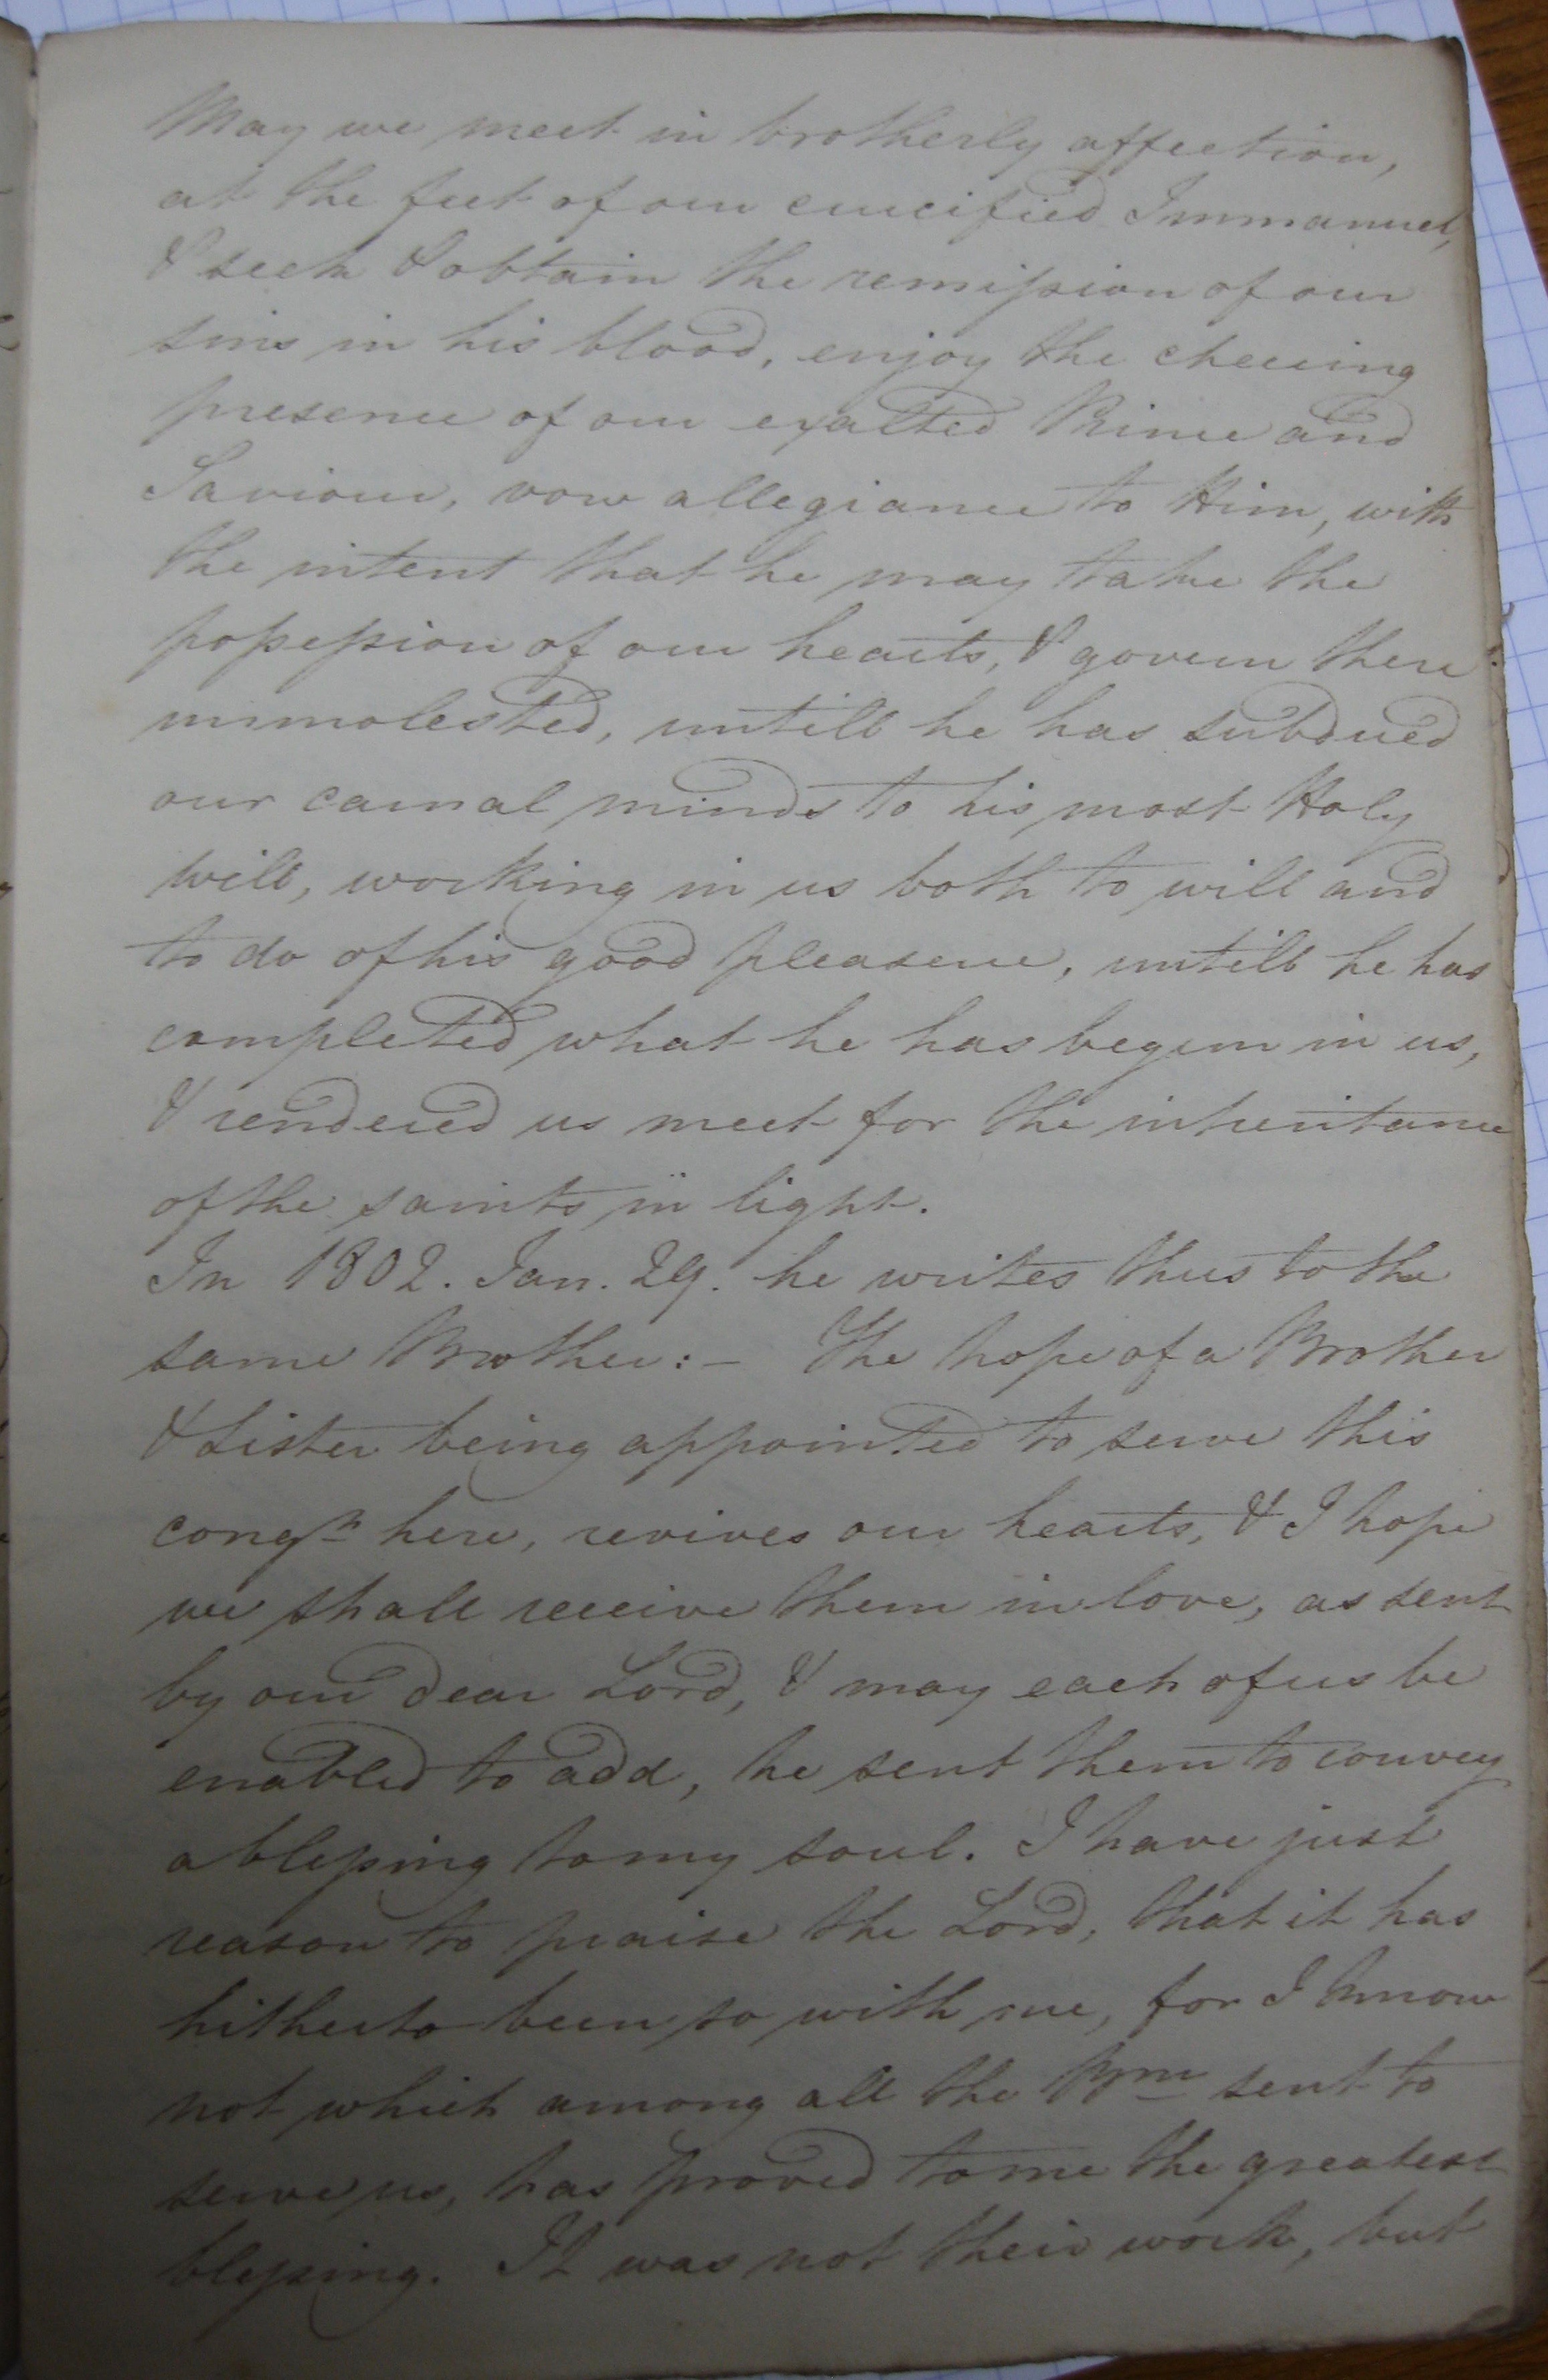 May we meet in brotherly affection,
at the feet of our crucified Immanuel,
& seek & obtain the remission of our
sins in his blood, enjoy the cheering
presence of our exalted Prince and
Saviour, vow allegiance to Him, with
the intent that he may take the
possession of our hearts, & govern there
unmolested, untill he has subdued
our carnal minds to his most Holy
will, working in us both to will and
to do of his good pleasure, untill he has
completed what he has begun in us,
& rendered us meet for the inheritance
of the saints in light.
In 1802. Jan. 29. he writes thus to the
same Brother:- The hope of a Brother
& Sister being appointed to serve this
congn here, revives our hearts, & I hope
we shall receive them in love, as sent
by our dear Lord, & may each of us be
enabled to add, he sent them to convey
a blessing to my soul. I have just
reason to praise the Lord, that it has
hitherto been so with me, for I know
not which among all the Brn sent to
serve us, has proved to me the greatest
blessing. It was not their work, but